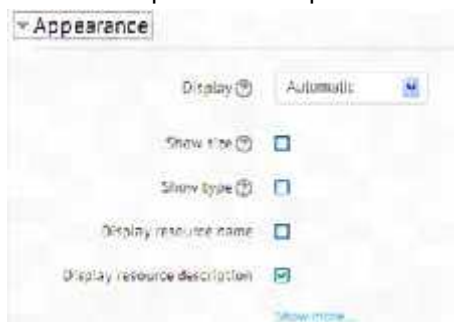 Appearance
Display
Automatic
Show size
Show type
Display resource name
Display resource description
Show more...